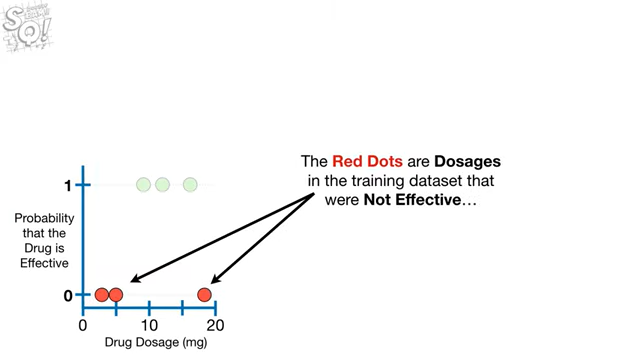 The Red Dots are Dosages
in the training dataset that
were Not Effective…
1
Probability
that the
Drug is
Effective
0
0 10 20
Drug Dosage (mg)